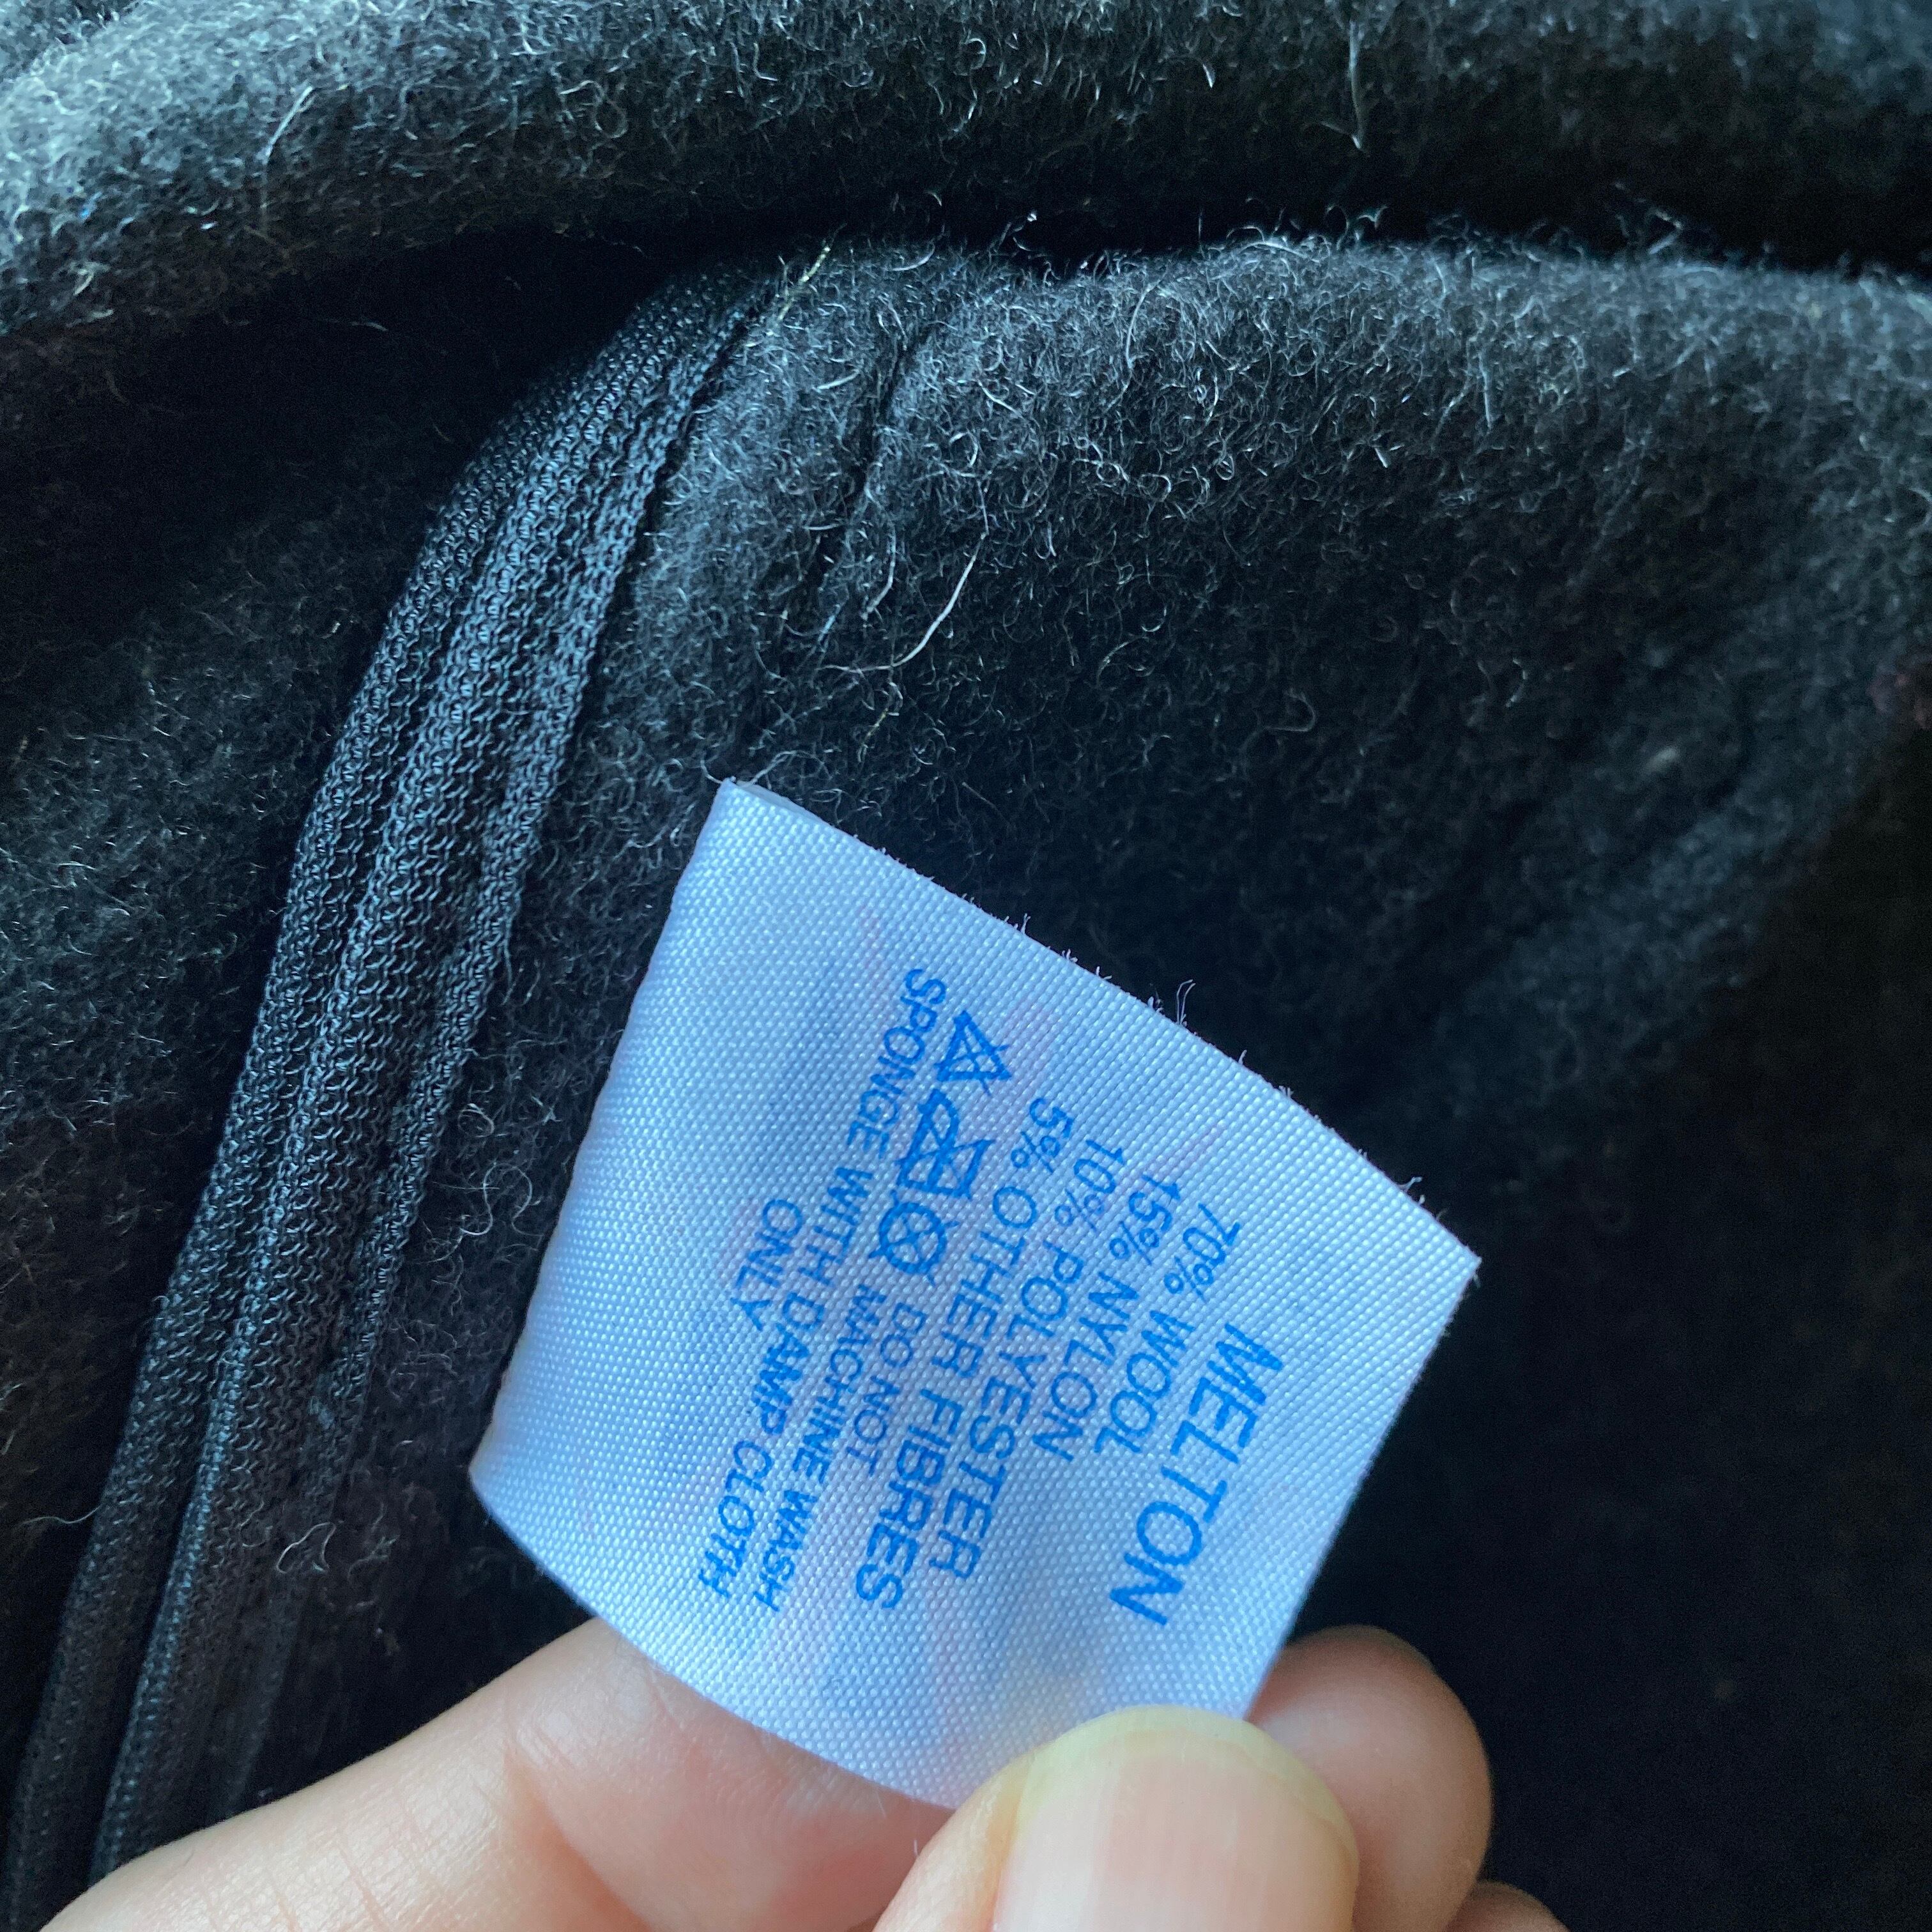 MELTON
70% WOOL
15% NYLON
10% POLYESTER
5% OTHER FIBRES
DO NOT
MACHINE WASH
SPONGE WITH DAMP CLOTH
ONLY